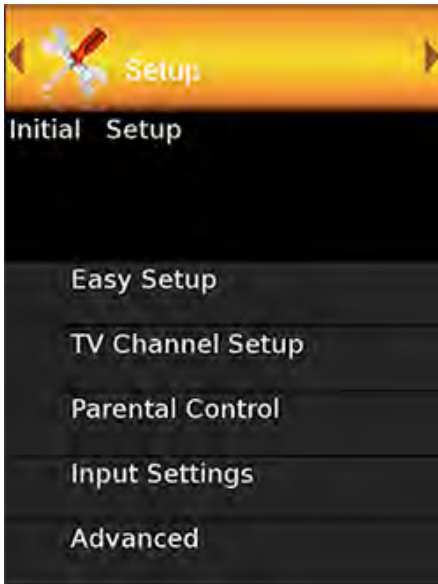 Setup
Initial Setup
Easy Setup
TV Channel Setup
Parental Control
Input Settings
Advanced